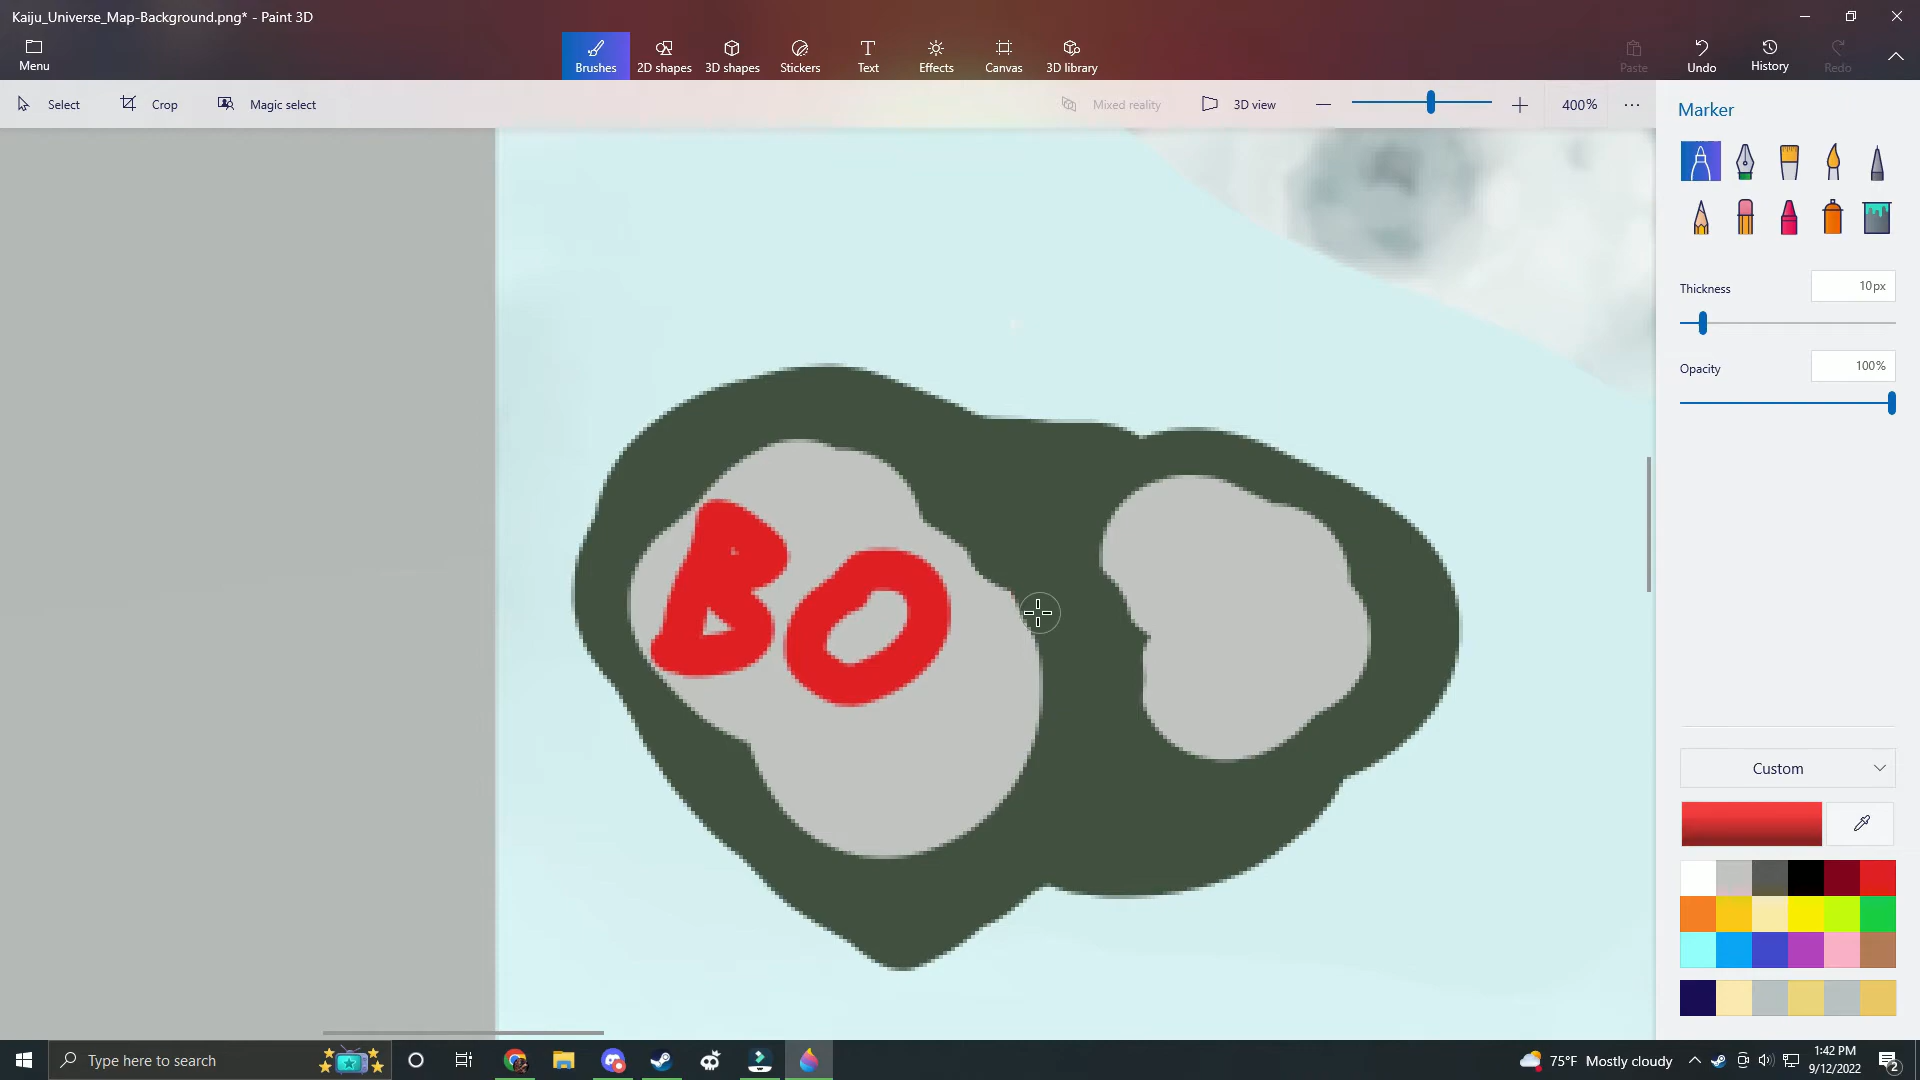 Kaiju_Universe_Map-Background.png* - Paint 3D
Menu
Brushes
2D shapes
3D shapes
Stickers
Text
Effects
Canvas
3D library
Paste
Undo
History
Redo
Select
Crop
Magic select
Mixed reality
3D view
400%
Marker
Thickness
10px
Opacity
100%
BO
Custom
Type here to search
75°F Mostly cloudy
1:42 PM
9/12/2022
2